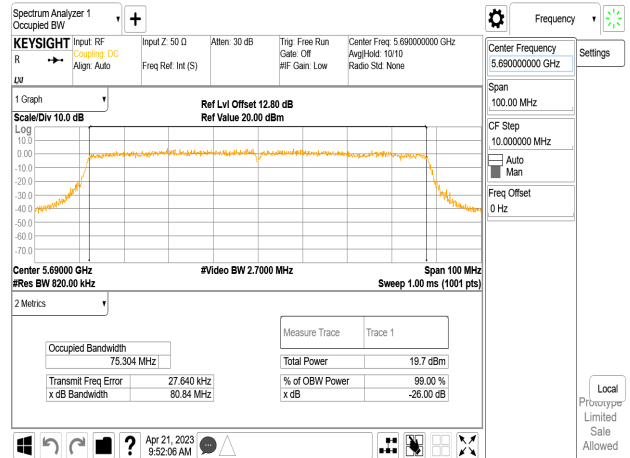 Spectrum Analyzer 1
Occupied BW
KEYSIGHT
R
Input: RF
Coupling: DC
Align: Auto
Input Z: 50 Ω
Freq Ref: Int (S)
Atten: 30 dB
Trig: Free Run
Gate: Off
#IF Gain: Low
Center Freq: 5.690000000 GHz
Avg|Hold: 10/10
Radio Std: None
1 Graph
Ref Lvl Offset 12.80 dB
Scale/Div 10.0 dB
Ref Value 20.00 dBm
Log
10.0
0.00
-10.0
-20.0
-30.0
-40.0
-50.0
-60.0
-70.0
Center 5.69000 GHz
#Video BW 2.7000 MHz
Span 100 MHz
#Res BW 820.00 kHz
Sweep 1.00 ms (1001 pts)
2 Metrics
Measure Trace Trace 1
Occupied Bandwidth
75.304 MHz
Total Power 19.7 dBm
Transmit Freq Error 27.640 kHz
% of OBW Power 99.00 %
x dB Bandwidth 80.84 MHz
x dB -26.00 dB
Apr 21, 2023
9:52:06 AM
?
Frequency
Center Frequency
5.690000000 GHz
Settings
Span
100.00 MHz
CF Step
10.000000 MHz
Auto
Man
Freq Offset
0 Hz
Local
Prototype
Limited
Sale
Allowed